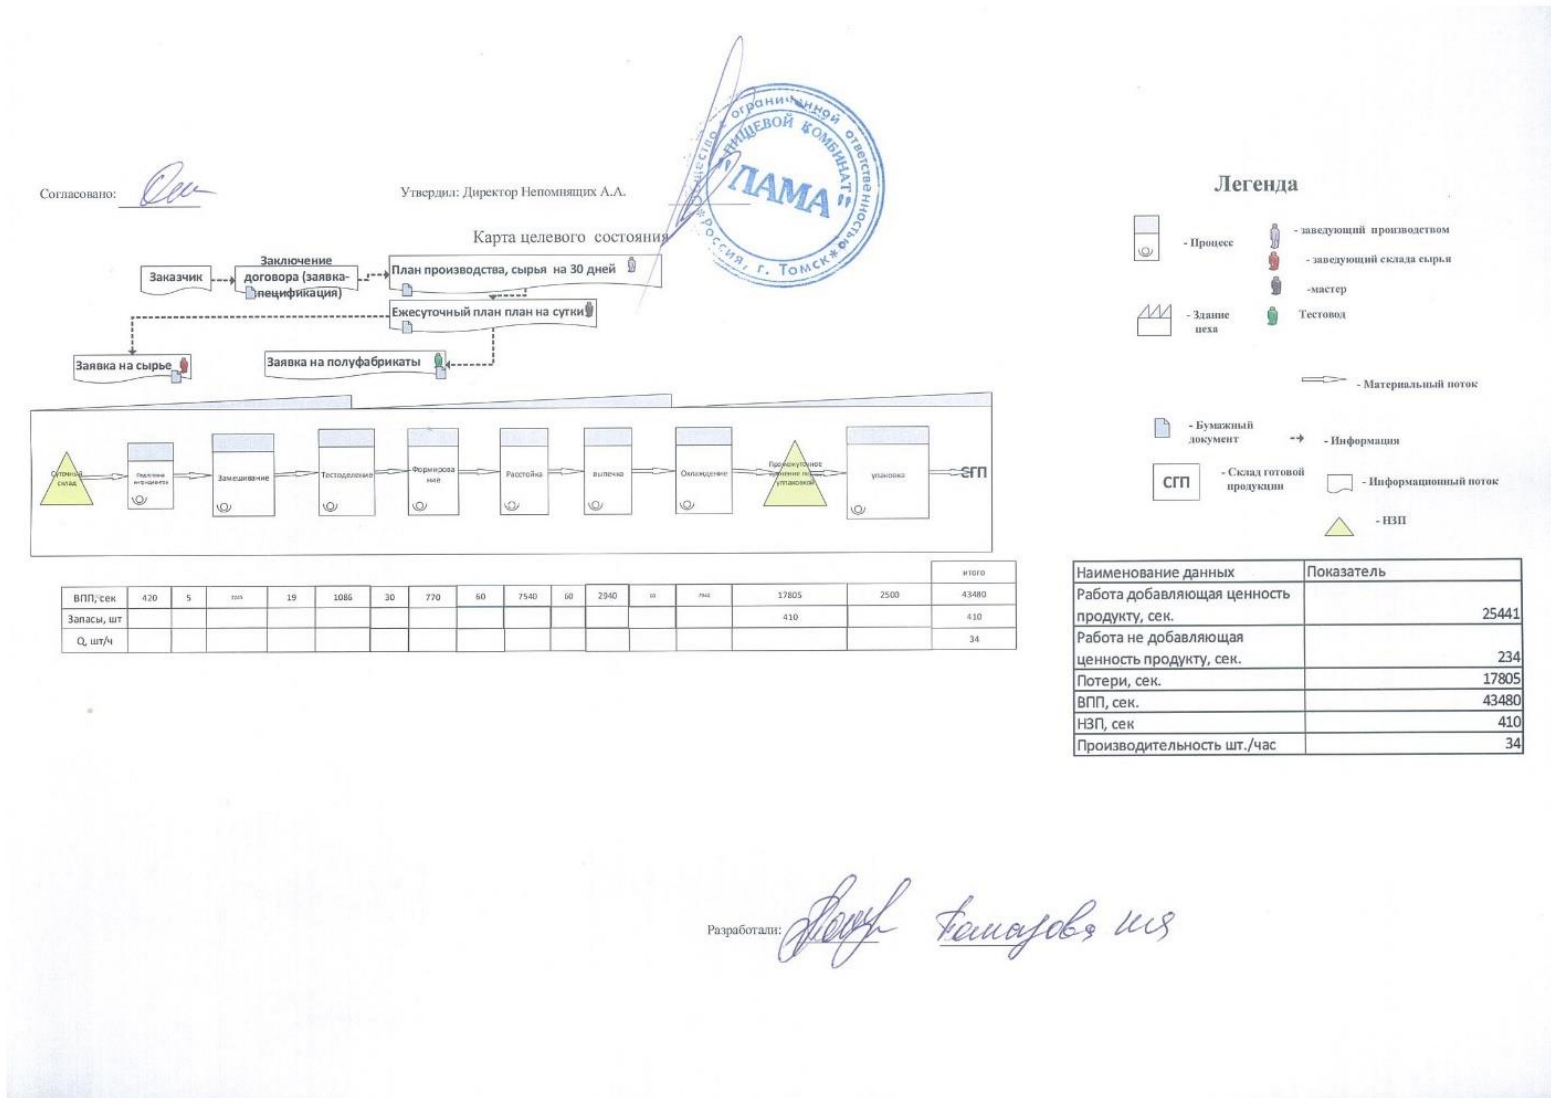 Согласовано:
Утвердил: Директор Непомнящих А.А.
Общество с ограниченной ответственностью
* Россия, г. Томск *
"ПИЩЕВОЙ КОМБИНАТ"
"ЛАМА"
Карта целевого состояния
Заказчик
Заключение
договора (заявка-
спецификация)
План производства, сырья на 30 дней
Ежесуточный план план на сутки
Заявка на сырье
Заявка на полуфабрикаты
Суточный
склад
Замешивание
Тестоделение
Формирова
ние
Расстойка
выпечка
Охлаждение
Промежуточное
упаковка
СГП
итого
ВПП, сек 420 5 19 1086 30 770 60 7540 60 2940 17805 2500 43480
Запасы, шт 410 410
Q, шт/ч 34
Легенда
- Процесс
- заведующий производством
- заведующий склада сырья
-мастер
- Здание
цеха
Тестовод
- Материальный поток
- Бумажный
документ
- Информация
СГП
- Склад готовой
продукции
- Информационный поток
- НЗП
Наименование данных Показатель
Работа добавляющая ценность
продукту, сек. 25441
Работа не добавляющая
ценность продукту, сек. 234
Потери, сек. 17805
ВПП, сек. 43480
НЗП, сек 410
Производительность шт./час 34
Разработали: